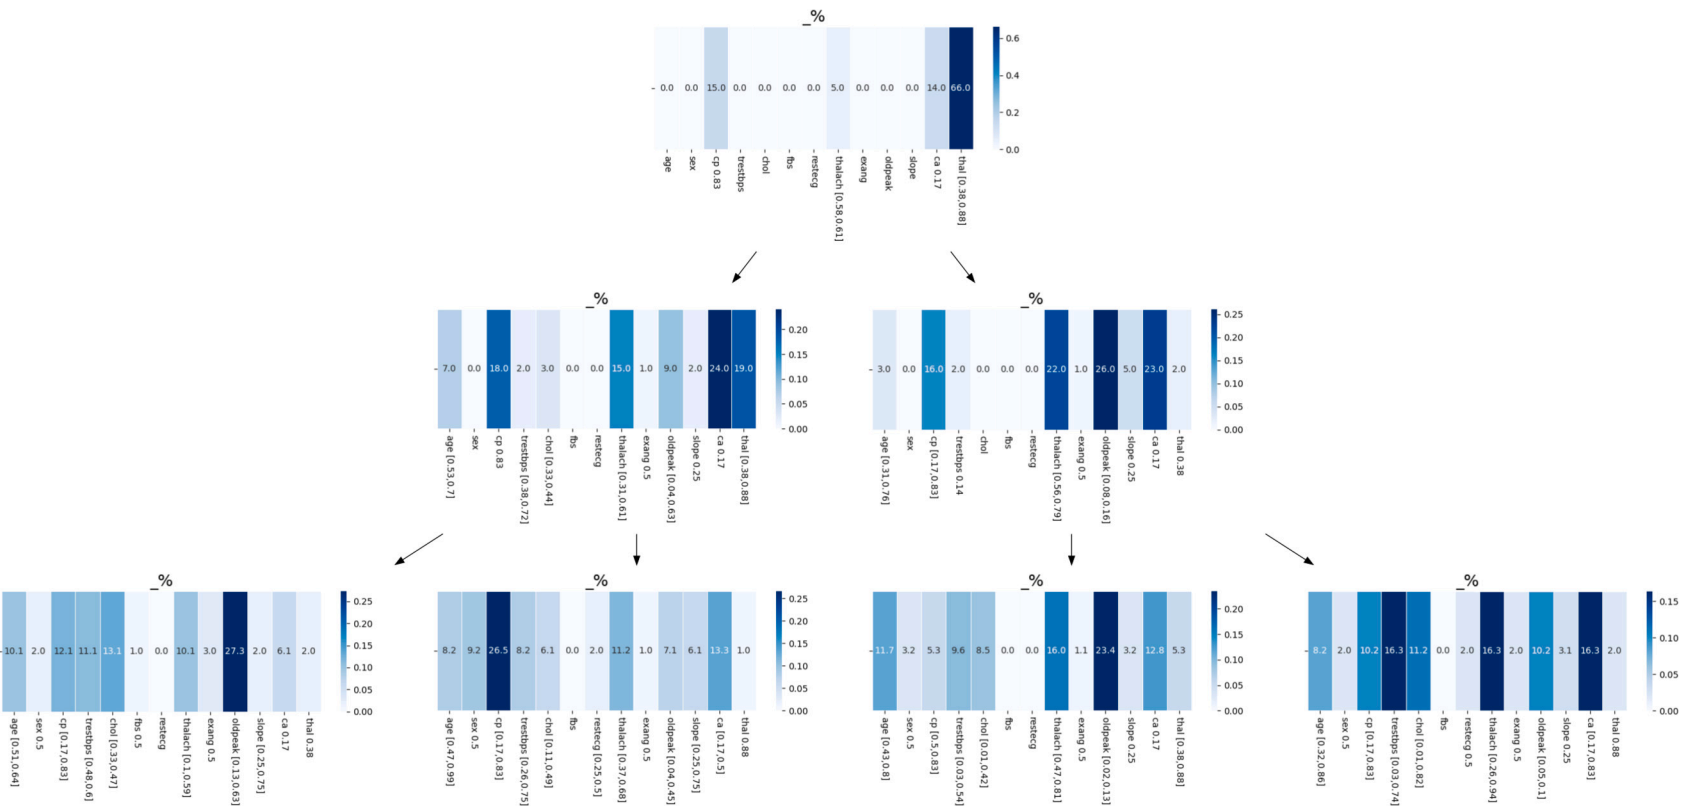 _%
0.0 0.0 15.0 0.0 0.0 0.0 0.0 5.0 0.0 0.0 0.0 14.0 66.0
0.6
0.4
0.2
0.0
age
sex
cp 0.83
trestbps
chol
fbs
restecg
thalach [0.58,0.61]
exang
oldpeak
slope
ca 0.17
thal [0.38,0.88]
_%
7.0 0.0 18.0 2.0 3.0 0.0 0.0 15.0 1.0 9.0 2.0 24.0 19.0
0.20
0.15
0.10
0.05
0.00
age [0.53,0.7]
sex
cp 0.83
trestbps [0.38,0.72]
chol [0.33,0.44]
fbs
restecg
thalach [0.31,0.61]
exang 0.5
oldpeak [0.04,0.63]
slope 0.25
ca 0.17
thal [0.38,0.88]
_%
3.0 0.0 16.0 2.0 0.0 0.0 0.0 22.0 1.0 26.0 5.0 23.0 2.0
0.25
0.20
0.15
0.10
0.05
0.00
age [0.31,0.76]
sex
cp [0.17,0.83]
trestbps 0.14
chol
fbs
restecg
thalach [0.56,0.79]
exang 0.5
oldpeak [0.08,0.16]
slope 0.25
ca 0.17
thal 0.38
_%
10.1 2.0 12.1 11.1 13.1 1.0 0.0 10.1 3.0 27.3 2.0 6.1 2.0
0.25
0.20
0.15
0.10
0.05
0.00
age [0.51,0.64]
sex 0.5
cp [0.17,0.83]
trestbps [0.48,0.6]
chol [0.33,0.47]
fbs 0.5
restecg
thalach [0.1,0.59]
exang 0.5
oldpeak [0.13,0.63]
slope [0.25,0.75]
ca 0.17
thal 0.38
_%
8.2 9.2 26.5 8.2 6.1 0.0 2.0 11.2 1.0 7.1 6.1 13.3 1.0
0.25
0.20
0.15
0.10
0.05
0.00
age [0.47,0.99]
sex 0.5
cp [0.17,0.83]
trestbps [0.26,0.75]
chol [0.11,0.49]
fbs
restecg [0.25,0.5]
thalach [0.37,0.68]
exang 0.5
oldpeak [0.04,0.45]
slope [0.25,0.75]
ca [0.17,0.5]
thal 0.88
_%
11.7 3.2 5.3 9.6 8.5 0.0 0.0 16.0 1.1 23.4 3.2 12.8 5.3
0.20
0.15
0.10
0.05
0.00
age [0.43,0.8]
sex 0.5
cp [0.5,0.83]
trestbps [0.03,0.54]
chol [0.01,0.42]
fbs
restecg
thalach [0.47,0.81]
exang 0.5
oldpeak [0.02,0.13]
slope 0.25
ca 0.17
thal [0.38,0.88]
_%
8.2 2.0 10.2 16.3 11.2 0.0 2.0 16.3 2.0 10.2 3.1 16.3 2.0
0.15
0.10
0.05
0.00
age [0.32,0.86]
sex 0.5
cp [0.17,0.83]
trestbps [0.03,0.74]
chol [0.01,0.82]
fbs
restecg 0.5
thalach [0.26,0.94]
exang 0.5
oldpeak [0.05,0.1]
slope 0.25
ca [0.17,0.83]
thal 0.88